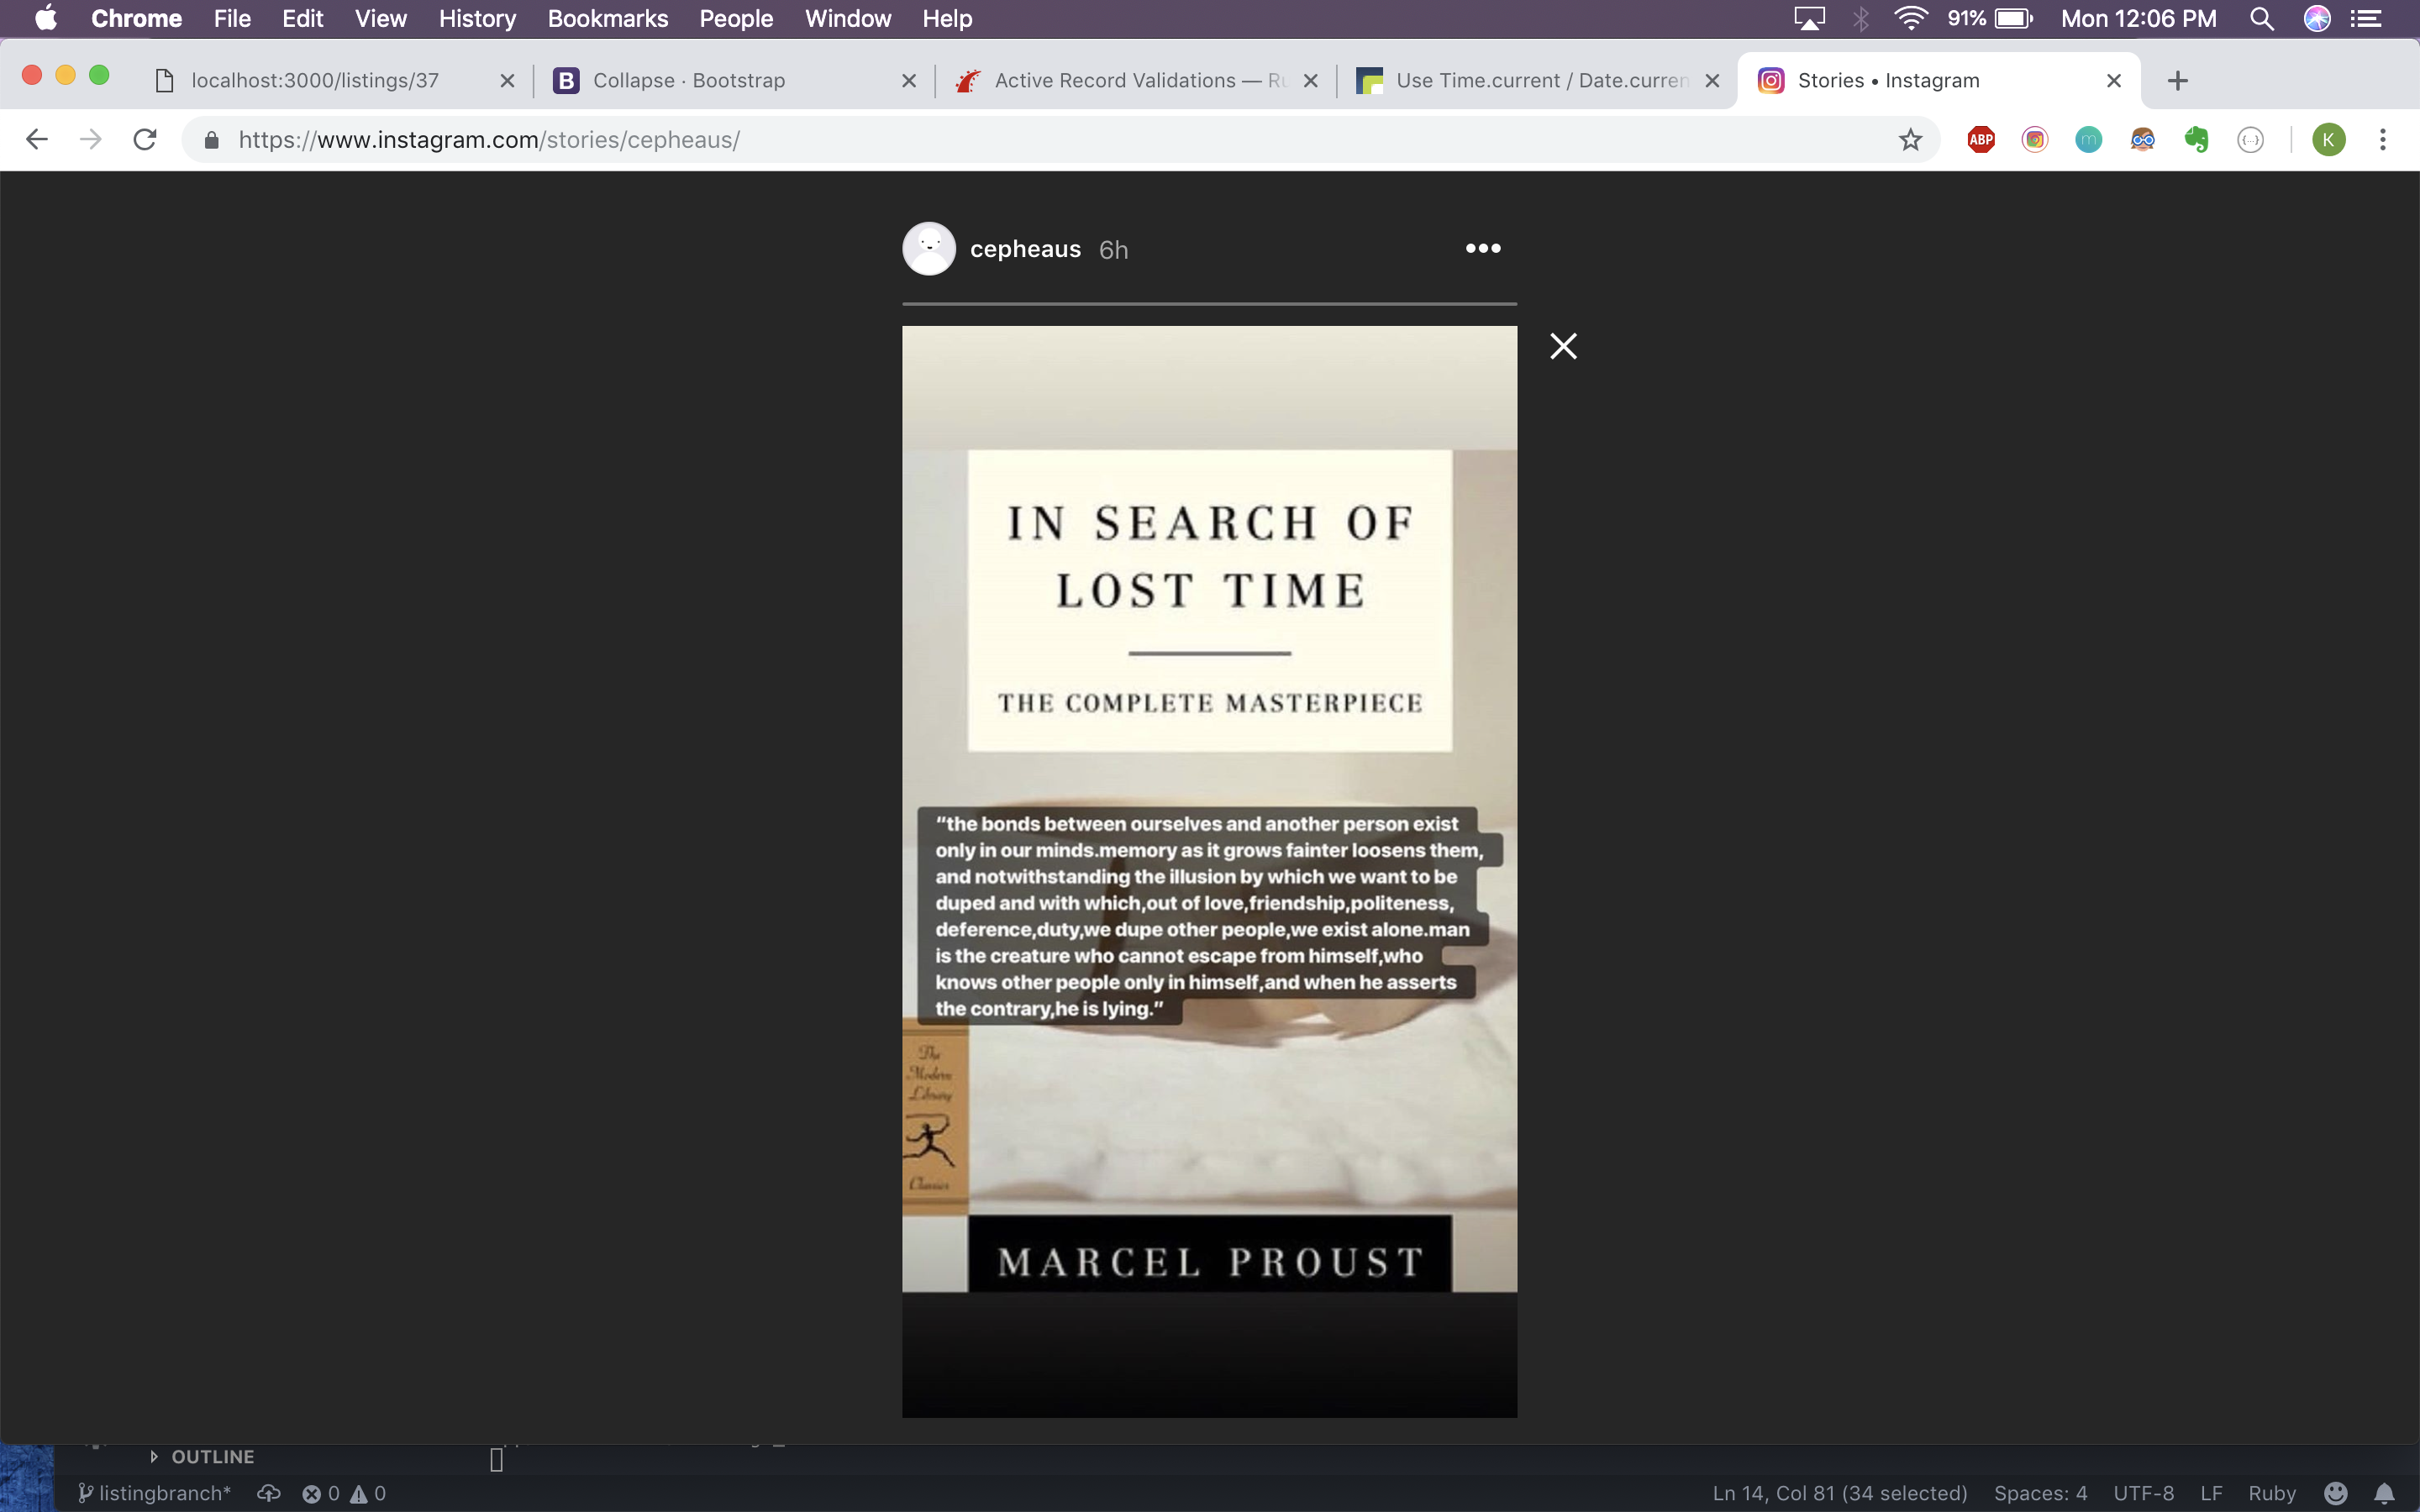 Chrome File Edit View History Bookmarks People Window Help 91% Mon 12:06 PM
localhost:3000/listings/37 Collapse · Bootstrap Active Record Validations — Ru Use Time.current / Date.curren Stories • Instagram
https://www.instagram.com/stories/cepheaus/ ABP m {...} K
cepheaus 6h
IN SEARCH OF
LOST TIME
THE COMPLETE MASTERPIECE
"the bonds between ourselves and another person exist
only in our minds.memory as it grows fainter loosens them,
and notwithstanding the illusion by which we want to be
duped and with which,out of love,friendship,politeness,
deference,duty,we dupe other people,we exist alone.man
is the creature who cannot escape from himself,who
knows other people only in himself,and when he asserts
the contrary,he is lying."
The
Modern
Library
Classics
MARCEL PROUST
OUTLINE
listingbranch* 0 0 Ln 14, Col 81 (34 selected) Spaces: 4 UTF-8 LF Ruby